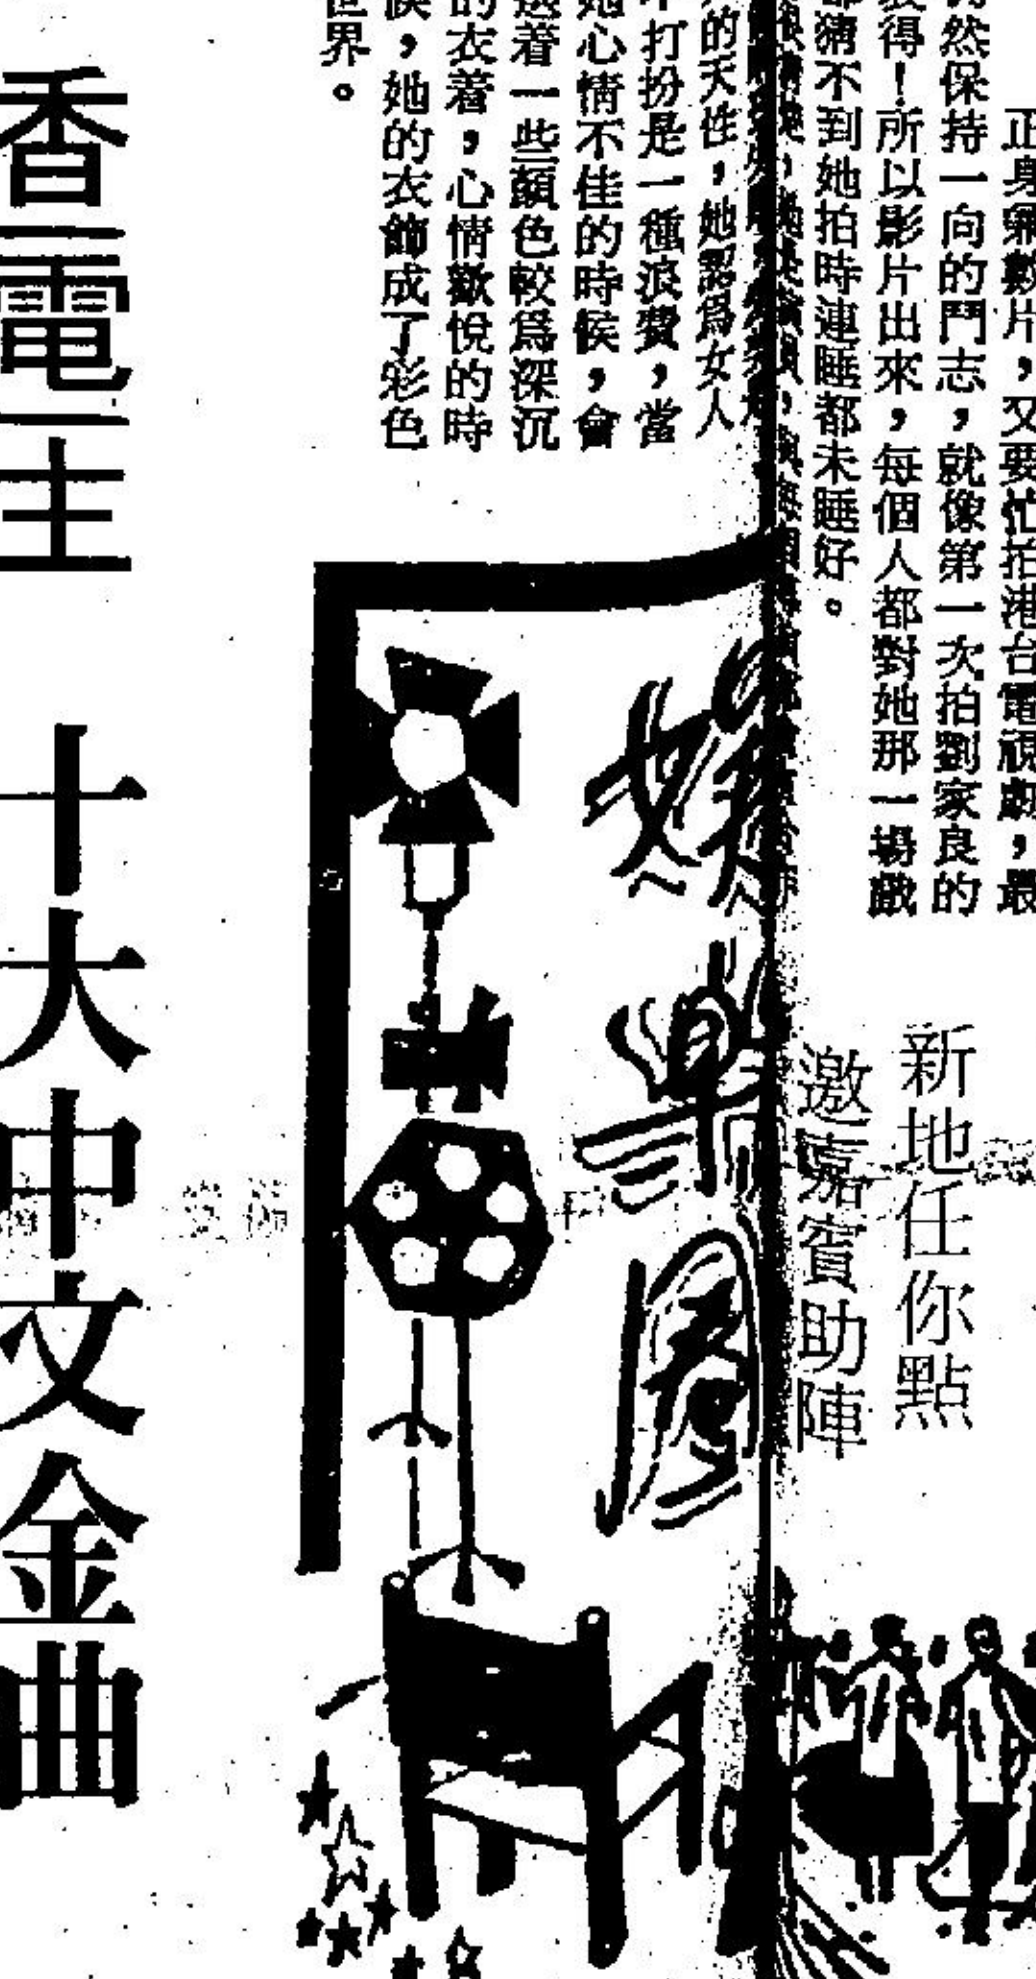 正身兼數片，又要忙拍港台電視劇，最
然保持一向的鬥志，就像第一次拍劉家良的
得！所以影片出來，每個人都對她那一場戲
都猜不到她拍時連睡都未睡好。
的天性，她認爲女人
不打扮是一種浪費，當
她心情不佳的時候，會
選着一些顏色較爲深沉
的衣着，心情歡悅的時
候，她的衣飾成了彩色
世界。
新地任你點
邀嘉賓助陣
娛樂圈
香電主 十大中文金曲